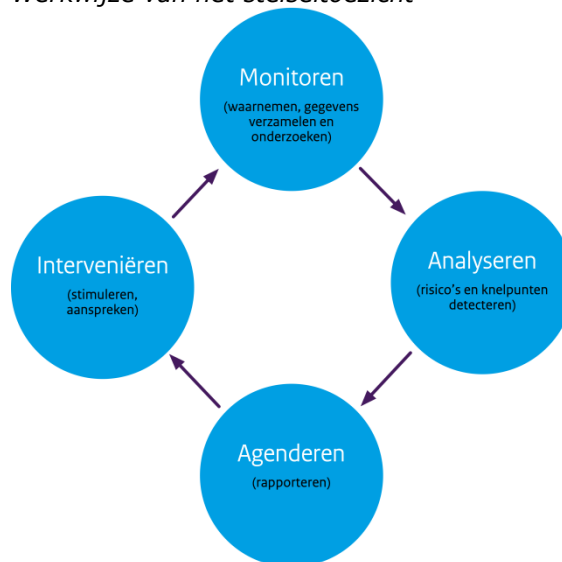 Werkwijze van het stelseltoezicht
Monitoren
(waarnemen, gegevens
verzamelen en
onderzoeken)
Interveniëren
(stimuleren,
aanspreken)
Analyseren
(risico's en knelpunten
detecteren)
Agenderen
(rapporteren)